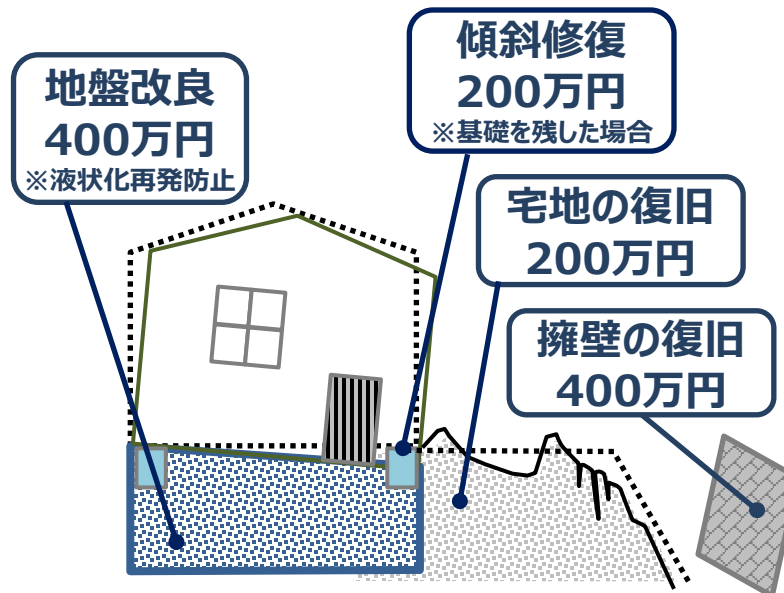 地盤改良
400万円
※液状化再発防止
傾斜修復
200万円
※基礎を残した場合
宅地の復旧
200万円
擁壁の復旧
400万円